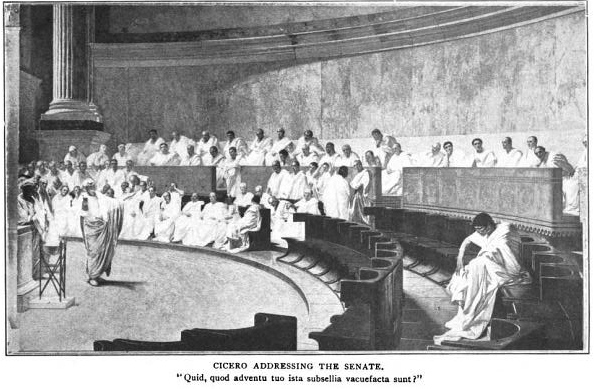 CICERO ADDRESSING THE SENATE.
"Quid, quod adventu tuo ista subsellia vacuefacta sunt?"